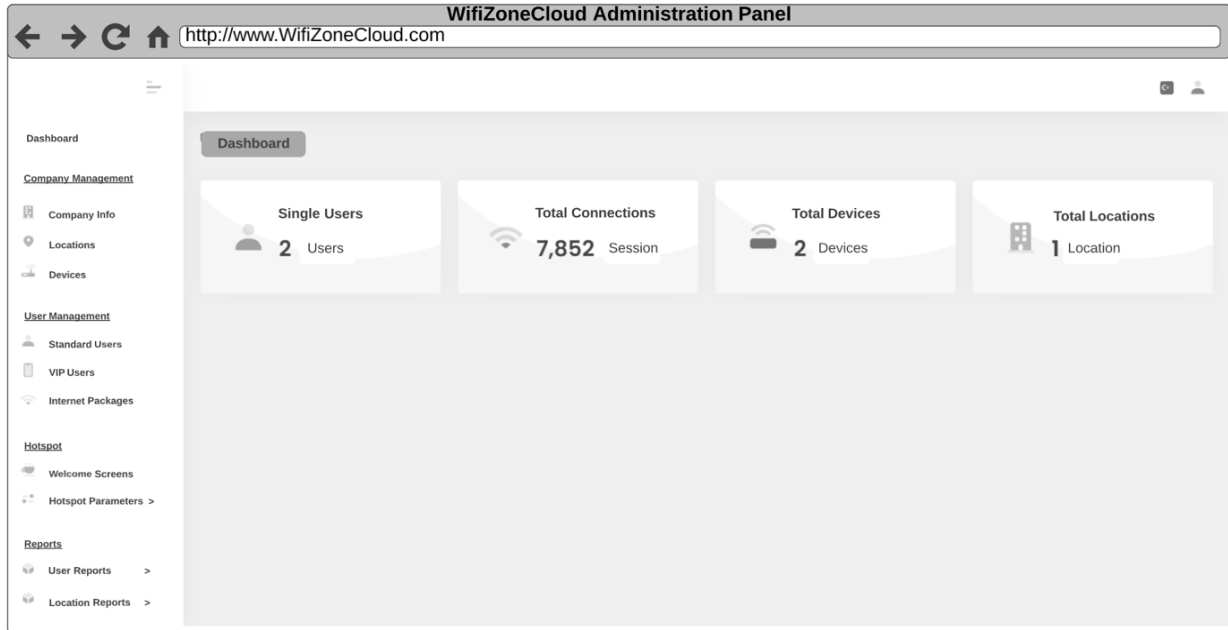 WifiZoneCloud Administration Panel
http://www.WifiZoneCloud.com
Dashboard
Company Management
Company Info
Locations
Devices
User Management
Standard Users
VIP Users
Internet Packages
Hotspot
Welcome Screens
Hotspot Parameters >
Reports
User Reports >
Location Reports >
Dashboard
Single Users
2 Users
Total Connections
7,852 Session
Total Devices
2 Devices
Total Locations
1 Location